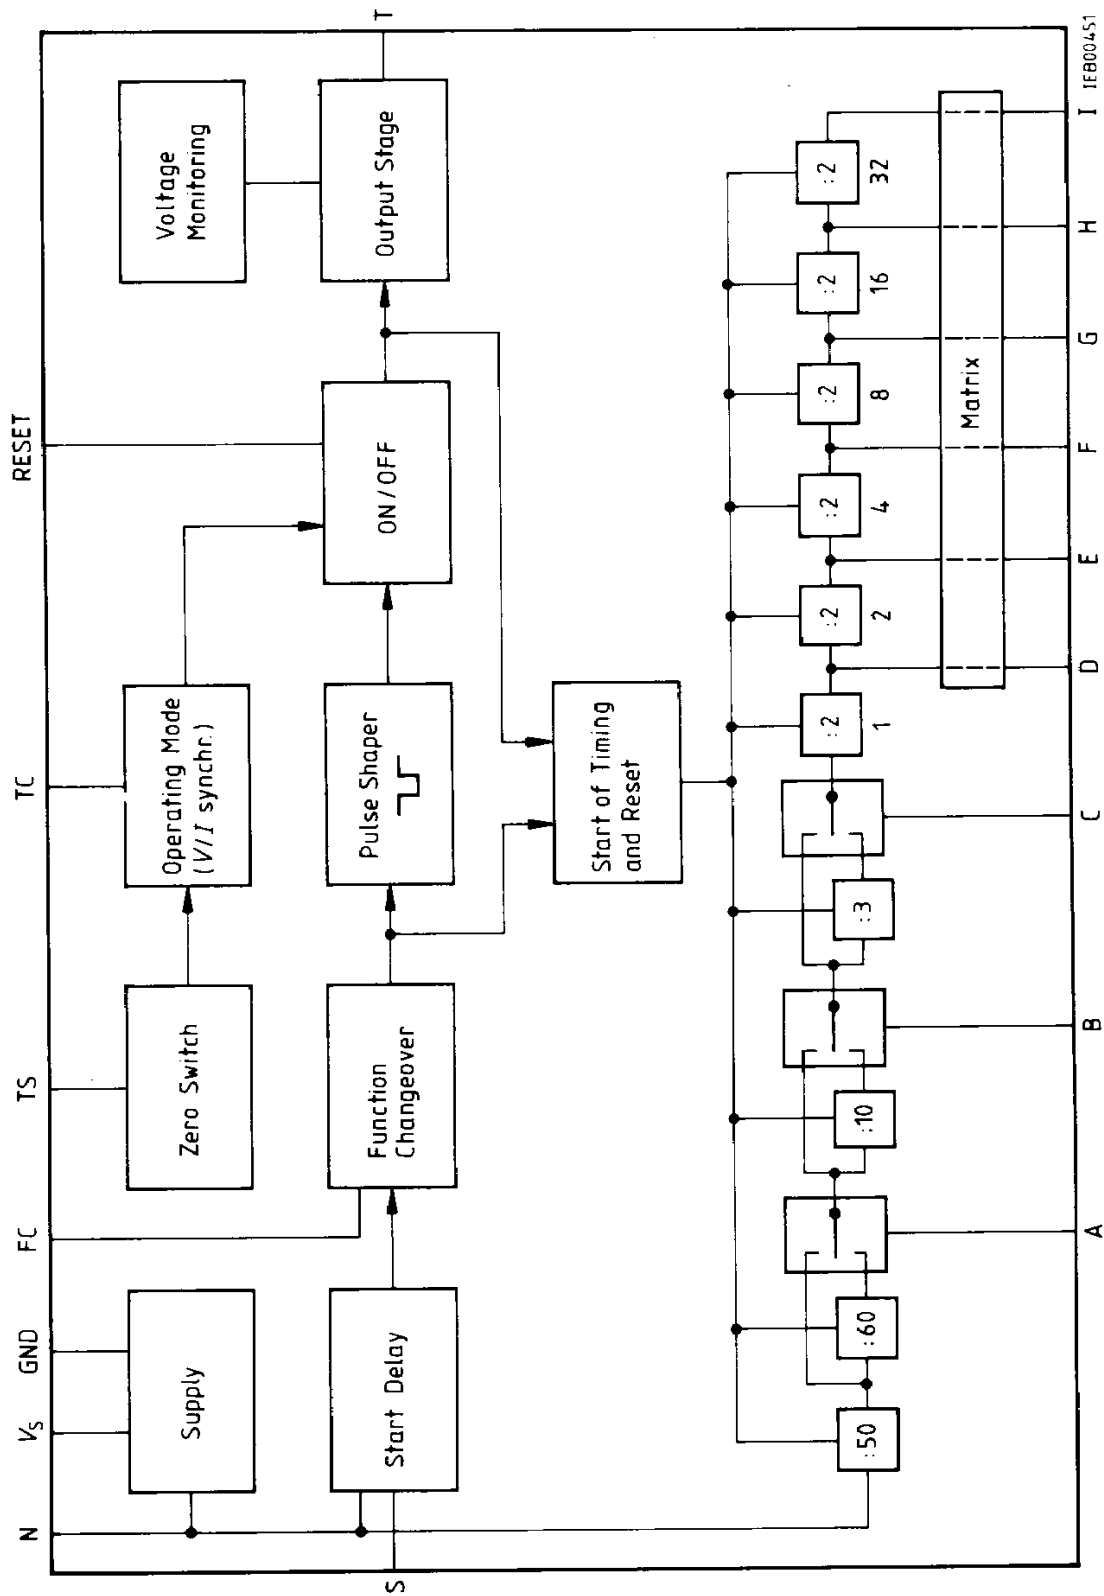 N
V_S
GND
FC
TS
TC
RESET
S
T
Supply
Zero Switch
Operating Mode
(V/I synchr.)
Voltage
Monitoring
Start Delay
Function
Changeover
Pulse Shaper
ON/OFF
Output Stage
Start of Timing
and Reset
:50
:60
:10
:3
:2
:2
:2
:2
:2
:2
1
2
4
8
16
32
Matrix
A
B
C
D
E
F
G
H
I
IEB00451